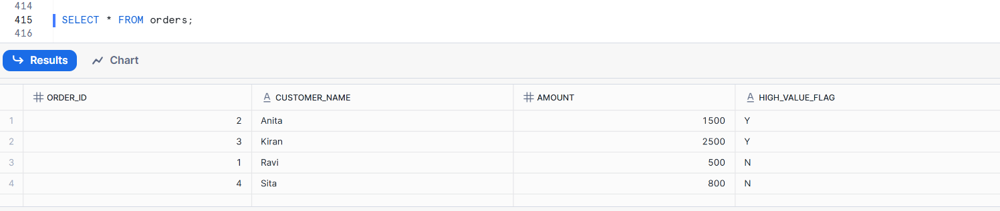 414
415 SELECT * FROM orders;
416
Results Chart
ORDER_ID CUSTOMER_NAME AMOUNT HIGH_VALUE_FLAG
1 2 Anita 1500 Y
2 3 Kiran 2500 Y
3 1 Ravi 500 N
4 4 Sita 800 N